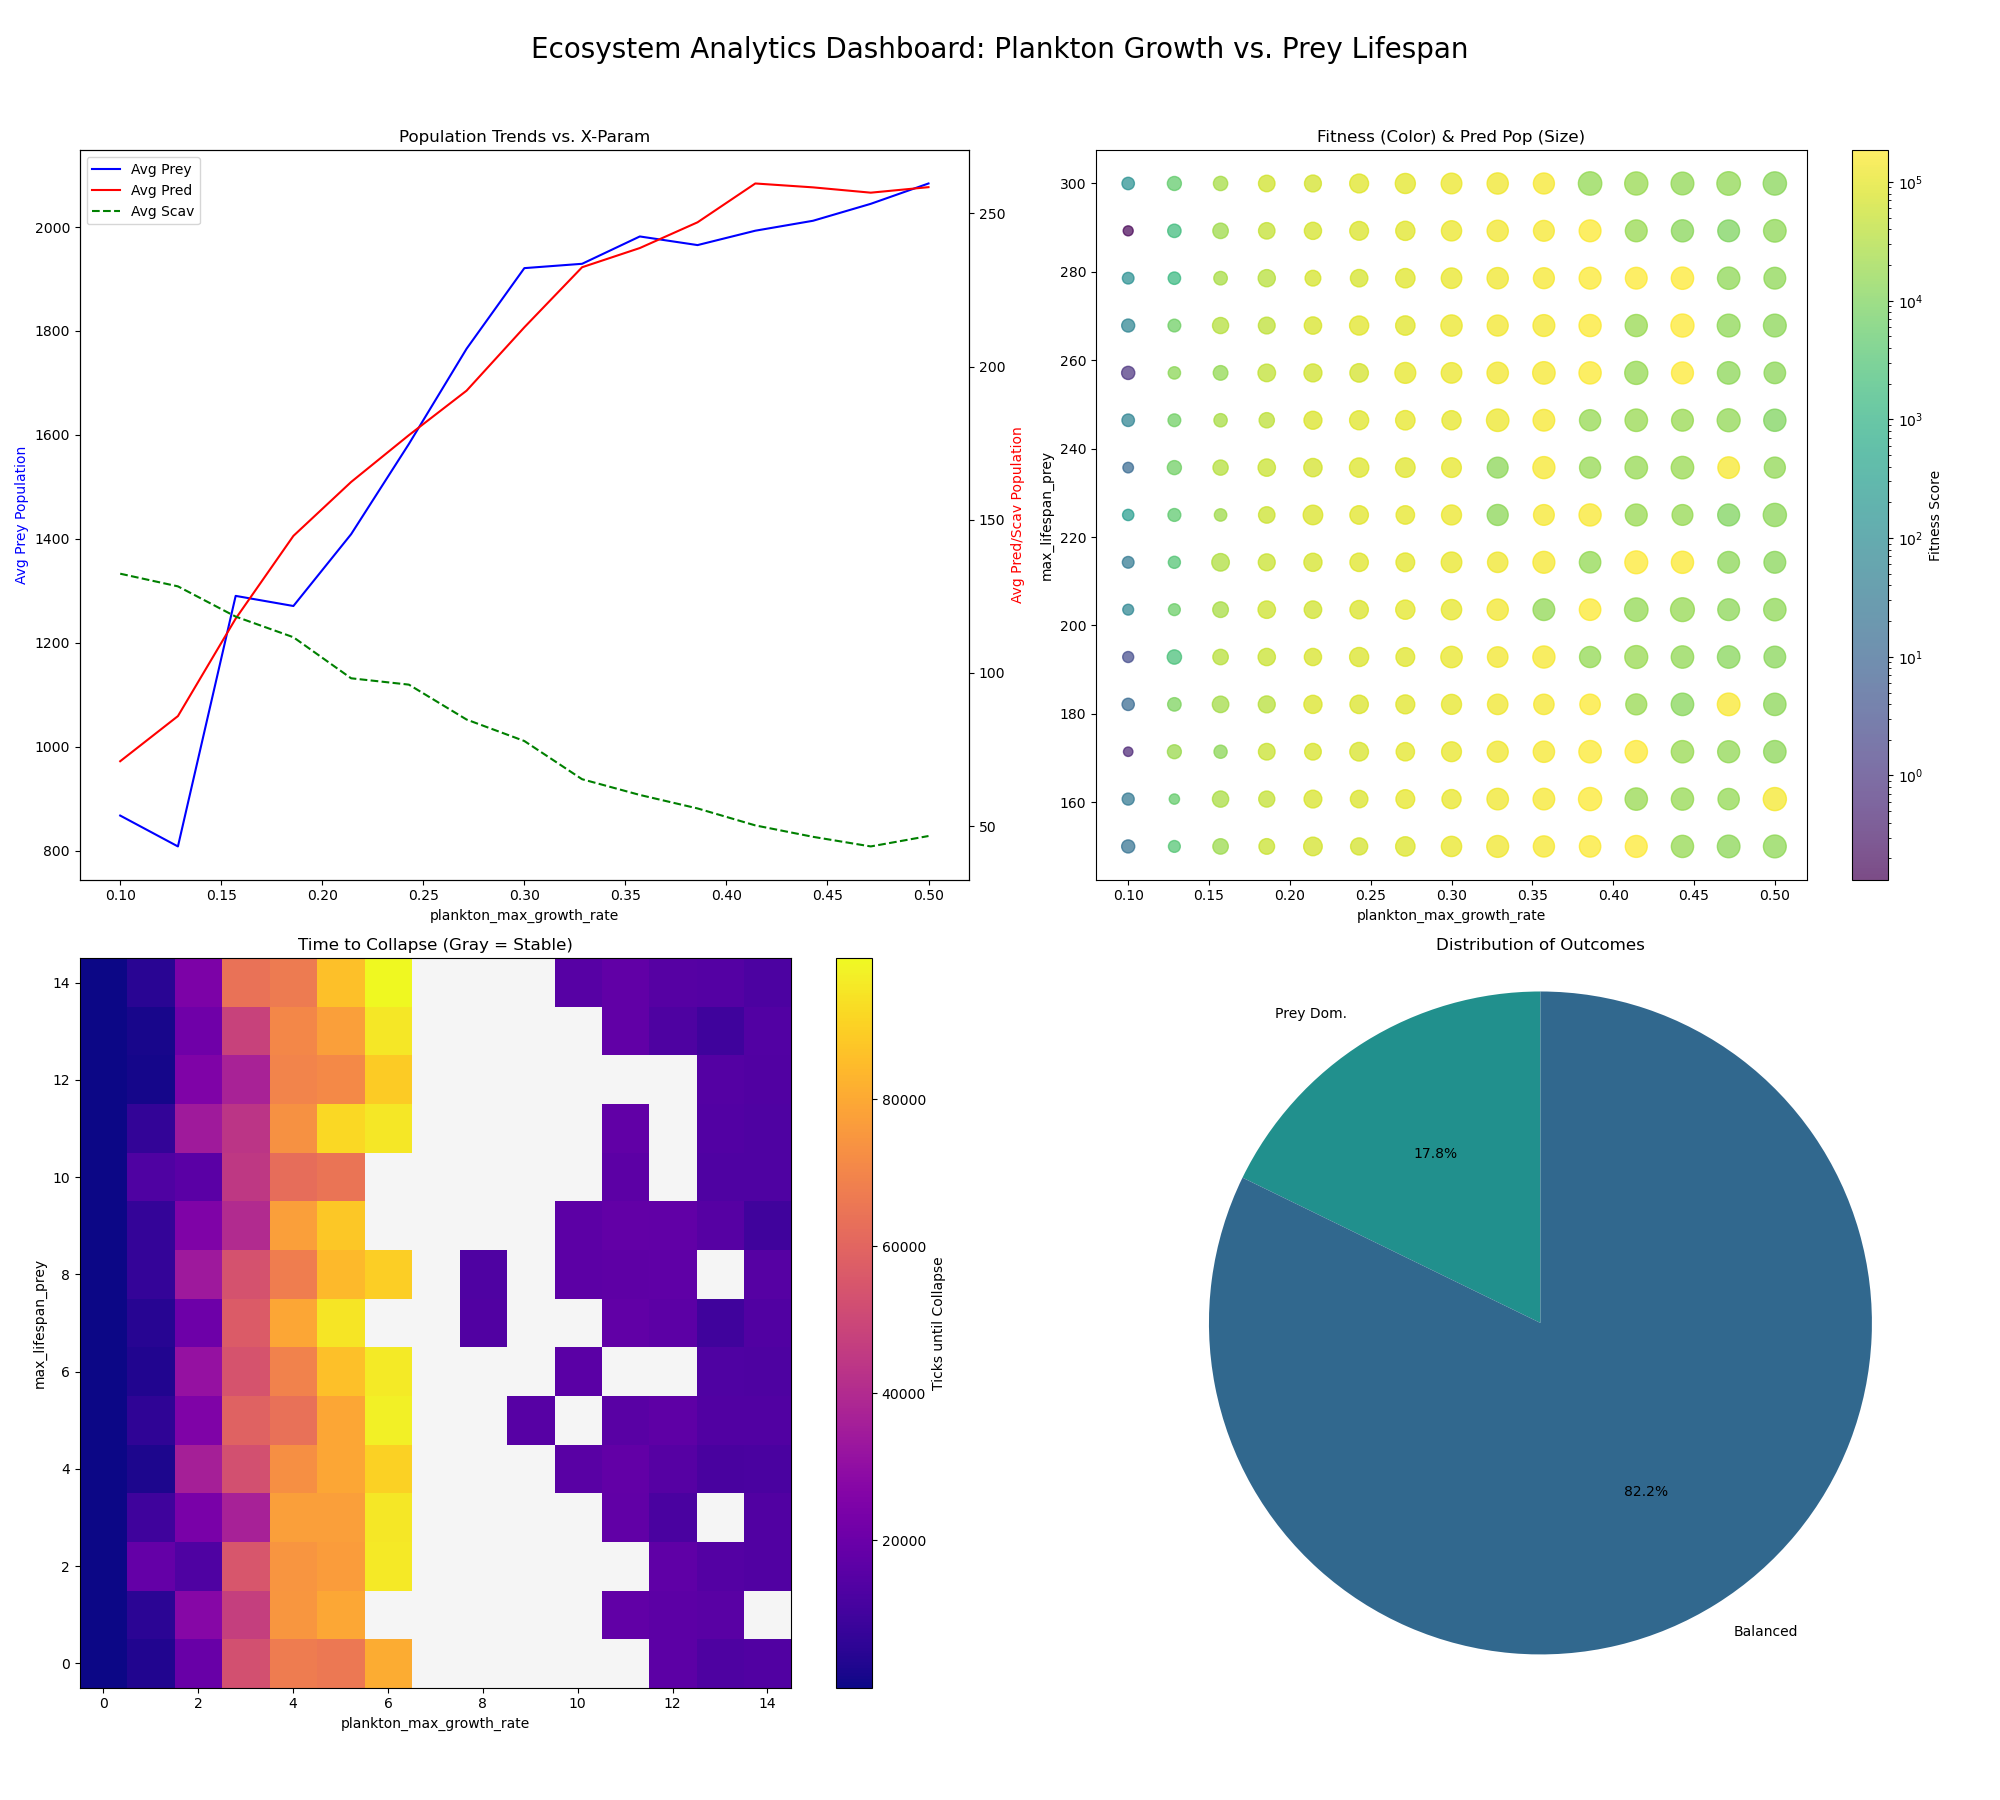 Ecosystem Analytics Dashboard: Plankton Growth vs. Prey Lifespan
Population Trends vs. X-Param
Avg Prey
Avg Pred
Avg Scav
2000
1800
1600
1400
1200
1000
800
Avg Prey Population
250
200
150
100
50
Avg Pred/Scav Population
0.10 0.15 0.20 0.25 0.30 0.35 0.40 0.45 0.50
plankton_max_growth_rate
Fitness (Color) & Pred Pop (Size)
300
280
260
240
220
200
180
160
max_lifespan_prey
0.10 0.15 0.20 0.25 0.30 0.35 0.40 0.45 0.50
plankton_max_growth_rate
10^5
10^4
10^3
10^2
10^1
10^0
Fitness Score
Time to Collapse (Gray = Stable)
14
12
10
8
6
4
2
0
max_lifespan_prey
0 2 4 6 8 10 12 14
plankton_max_growth_rate
80000
60000
40000
20000
Ticks until Collapse
Distribution of Outcomes
Prey Dom.
17.8%
82.2%
Balanced